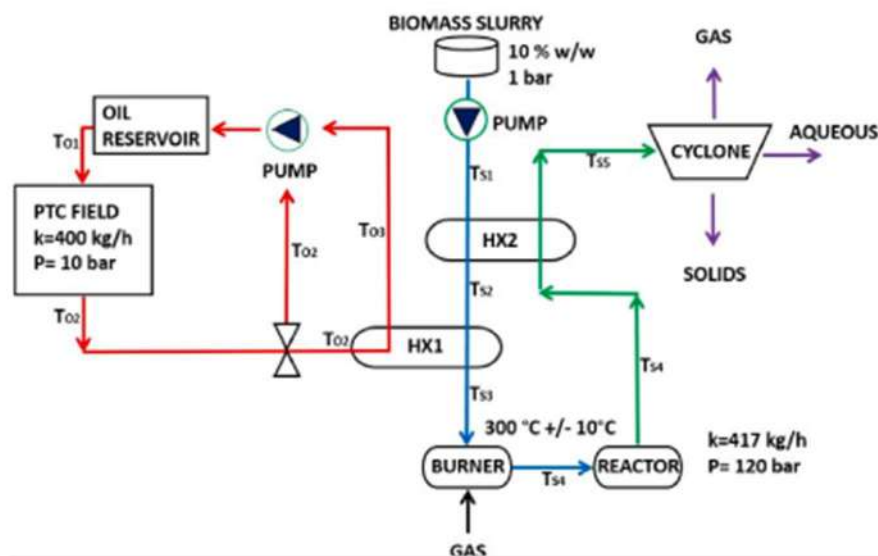 BIOMASS SLURRY
10 % w/w
1 bar
PUMP
GAS
CYCLONE
AQUEOUS
SOLIDS
OIL
RESERVOIR
PUMP
TO1
TO2
TO3
PTC FIELD
k=400 kg/h
P= 10 bar
TO2
TO2
HX1
HX2
TS1
TS2
TS3
TS5
TS4
300 °C +/- 10°C
BURNER
TS4
REACTOR
k=417 kg/h
P= 120 bar
GAS